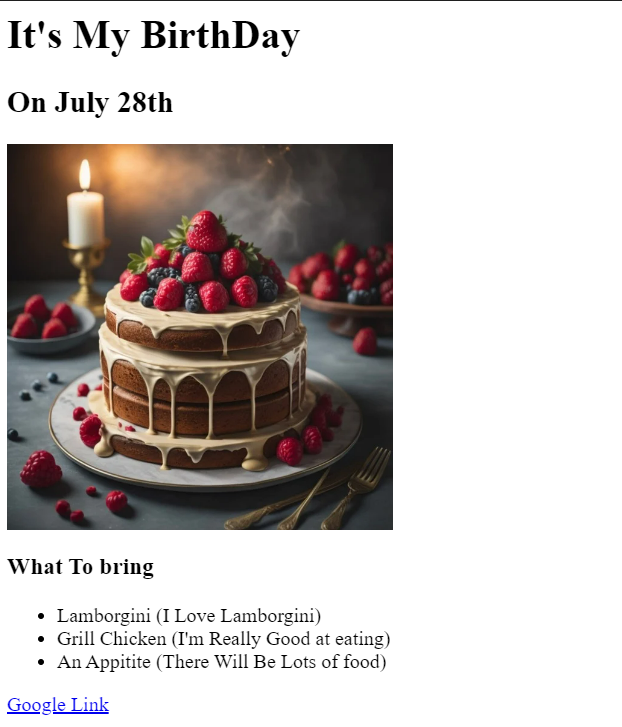 It's My BirthDay
On July 28th
What To bring
Lamborgini (I Love Lamborgini)
Grill Chicken (I'm Really Good at eating)
An Appitite (There Will Be Lots of food)
Google Link